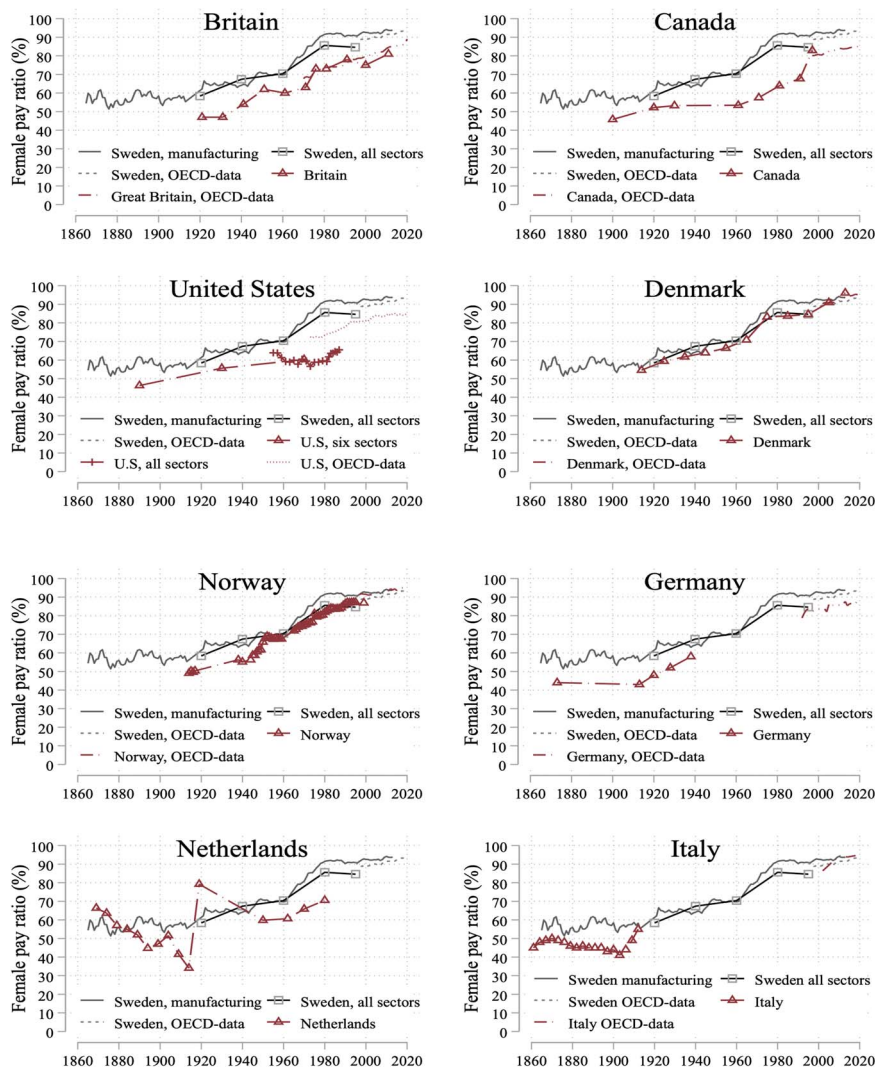 Britain
Female pay ratio (%)
100
90
80
70
60
50
40
30
20
10
0
Sweden, manufacturing
Sweden, all sectors
Sweden, OECD-data
Britain
Great Britain, OECD-data
1860 1880 1900 1920 1940 1960 1980 2000 2020
Canada
Female pay ratio (%)
100
90
80
70
60
50
40
30
20
10
0
Sweden, manufacturing
Sweden, all sectors
Sweden, OECD-data
Canada
Canada, OECD-data
1860 1880 1900 1920 1940 1960 1980 2000 2020
United States
Female pay ratio (%)
100
90
80
70
60
50
40
30
20
10
0
Sweden, manufacturing
Sweden, all sectors
Sweden, OECD-data
U.S, six sectors
U.S, all sectors
U.S, OECD-data
1860 1880 1900 1920 1940 1960 1980 2000 2020
Denmark
Female pay ratio (%)
100
90
80
70
60
50
40
30
20
10
0
Sweden, manufacturing
Sweden, all sectors
Sweden, OECD-data
Denmark
Denmark, OECD-data
1860 1880 1900 1920 1940 1960 1980 2000 2020
Norway
Female pay ratio (%)
100
90
80
70
60
50
40
30
20
10
0
Sweden, manufacturing
Sweden, all sectors
Sweden, OECD-data
Norway
Norway, OECD-data
1860 1880 1900 1920 1940 1960 1980 2000 2020
Germany
Female pay ratio (%)
100
90
80
70
60
50
40
30
20
10
0
Sweden, manufacturing
Sweden, all sectors
Sweden, OECD-data
Germany
Germany, OECD-data
1860 1880 1900 1920 1940 1960 1980 2000 2020
Netherlands
Female pay ratio (%)
100
90
80
70
60
50
40
30
20
10
0
Sweden, manufacturing
Sweden, all sectors
Sweden, OECD-data
Netherlands
1860 1880 1900 1920 1940 1960 1980 2000 2020
Italy
Female pay ratio (%)
100
90
80
70
60
50
40
30
20
10
0
Sweden manufacturing
Sweden all sectors
Sweden OECD-data
Italy
Italy OECD-data
1860 1880 1900 1920 1940 1960 1980 2000 2020